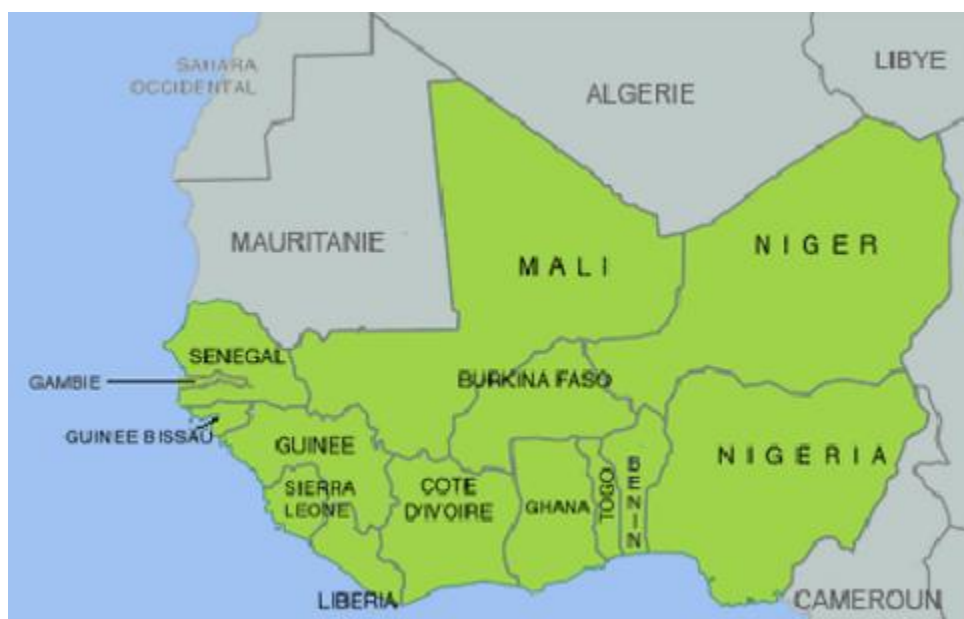 SAHARA
OCCIDENTAL
LIBYE
ALGERIE
MAURITANIE
MALI
NIGER
SENEGAL
GAMBIE
BURKINA FASO
GUINEE BISSAU
GUINEE
NIGERIA
SIERRA
LEONE
COTE
D'IVOIRE
GHANA
TOGO
BENIN
LIBERIA
CAMEROUN